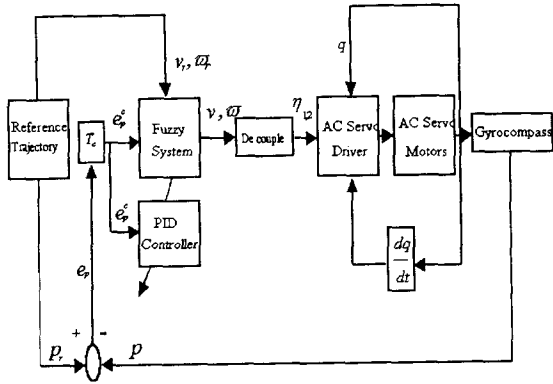 q
v_r, ϖ_r
Reference
Trajectory
T_e
e_p^c
Fuzzy
System
v, ϖ
De couple
η_12
AC Servo
Driver
AC Servo
Motors
Gyrocompass
e_p^c
PID
Controller
dq
dt
e_p
+
-
p_r
p